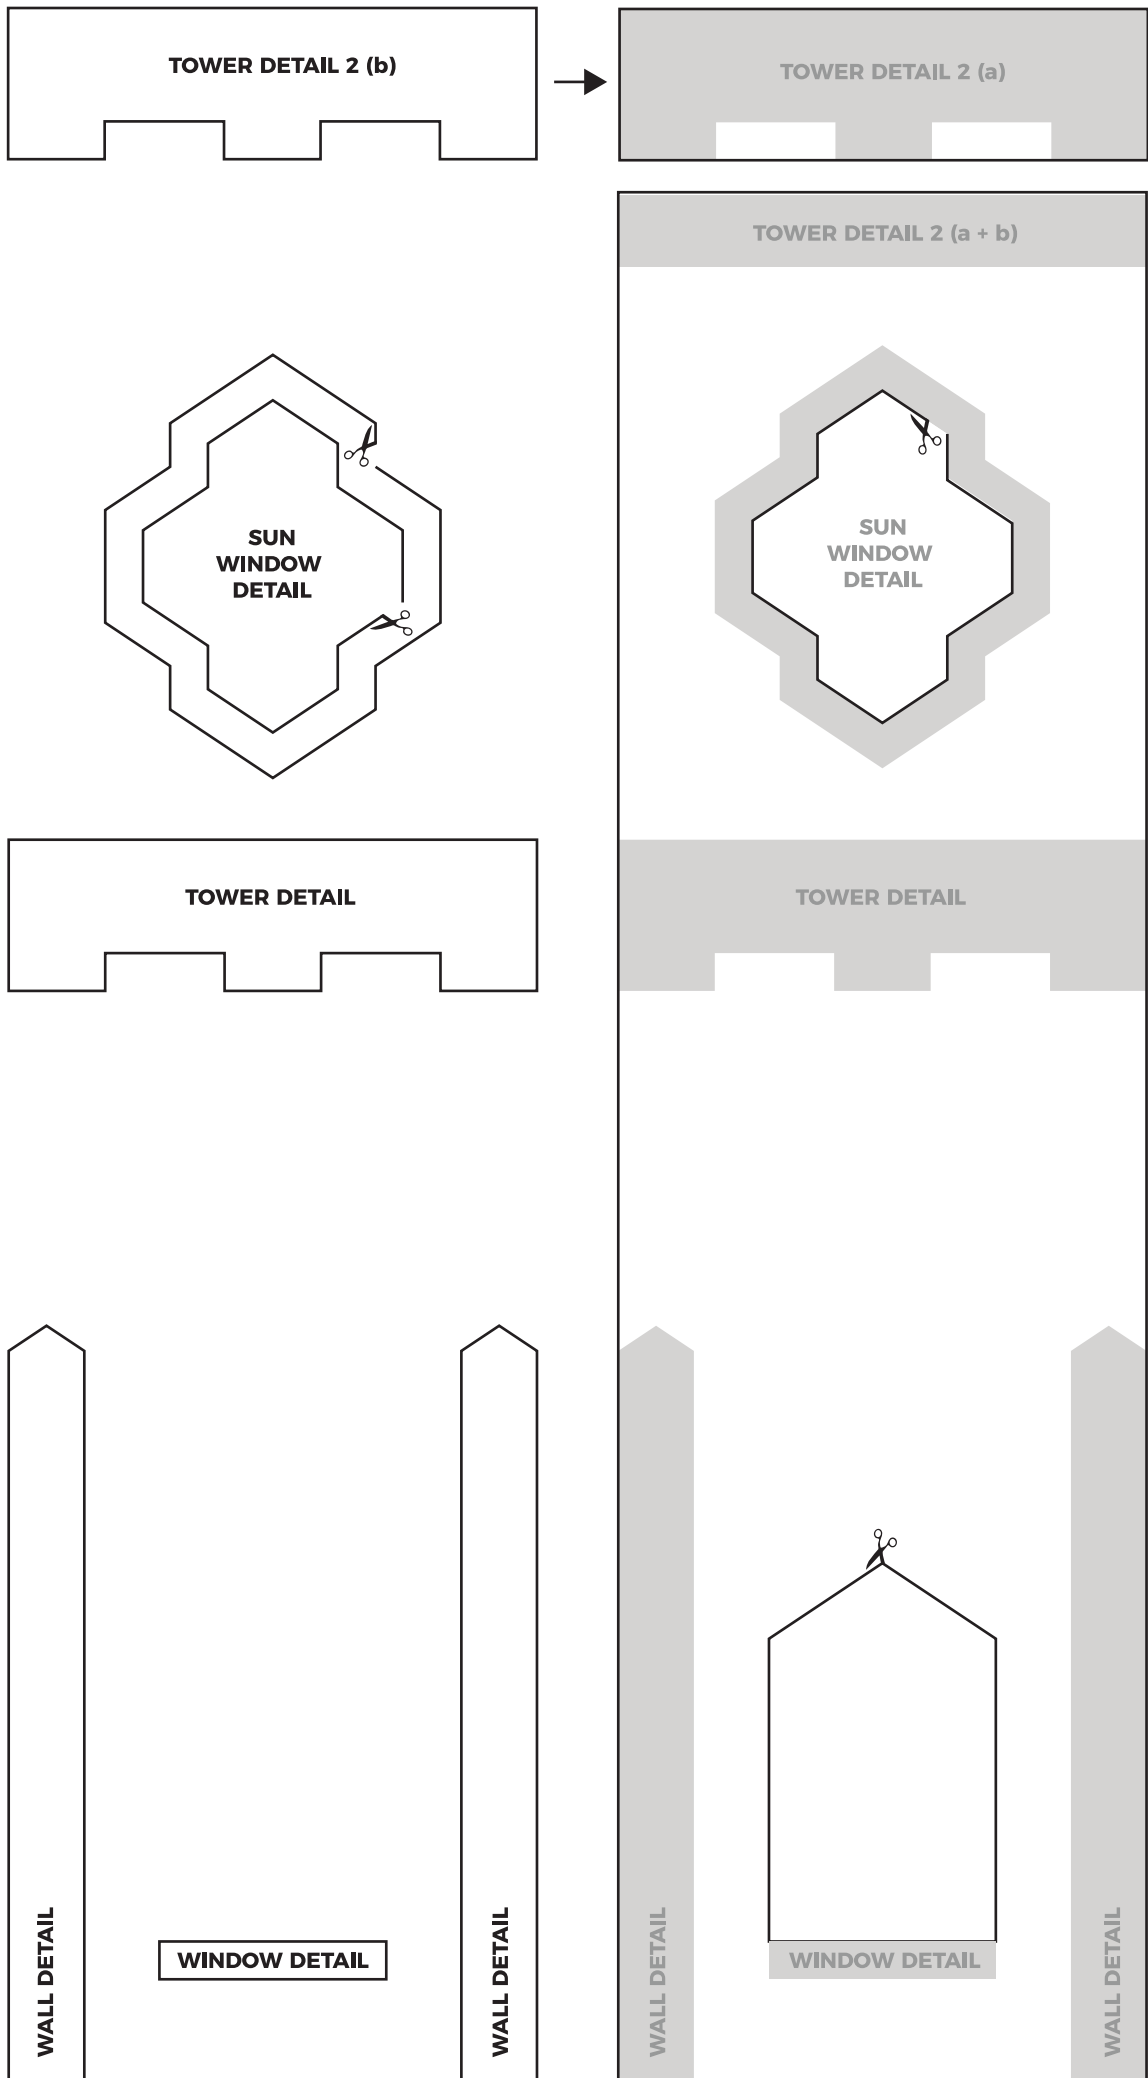 TOWER DETAIL 2 (b)
TOWER DETAIL 2 (a)
TOWER DETAIL 2 (a + b)
SUN
WINDOW
DETAIL
SUN
WINDOW
DETAIL
TOWER DETAIL
TOWER DETAIL
WALL DETAIL
WINDOW DETAIL
WALL DETAIL
WALL DETAIL
WINDOW DETAIL
WALL DETAIL